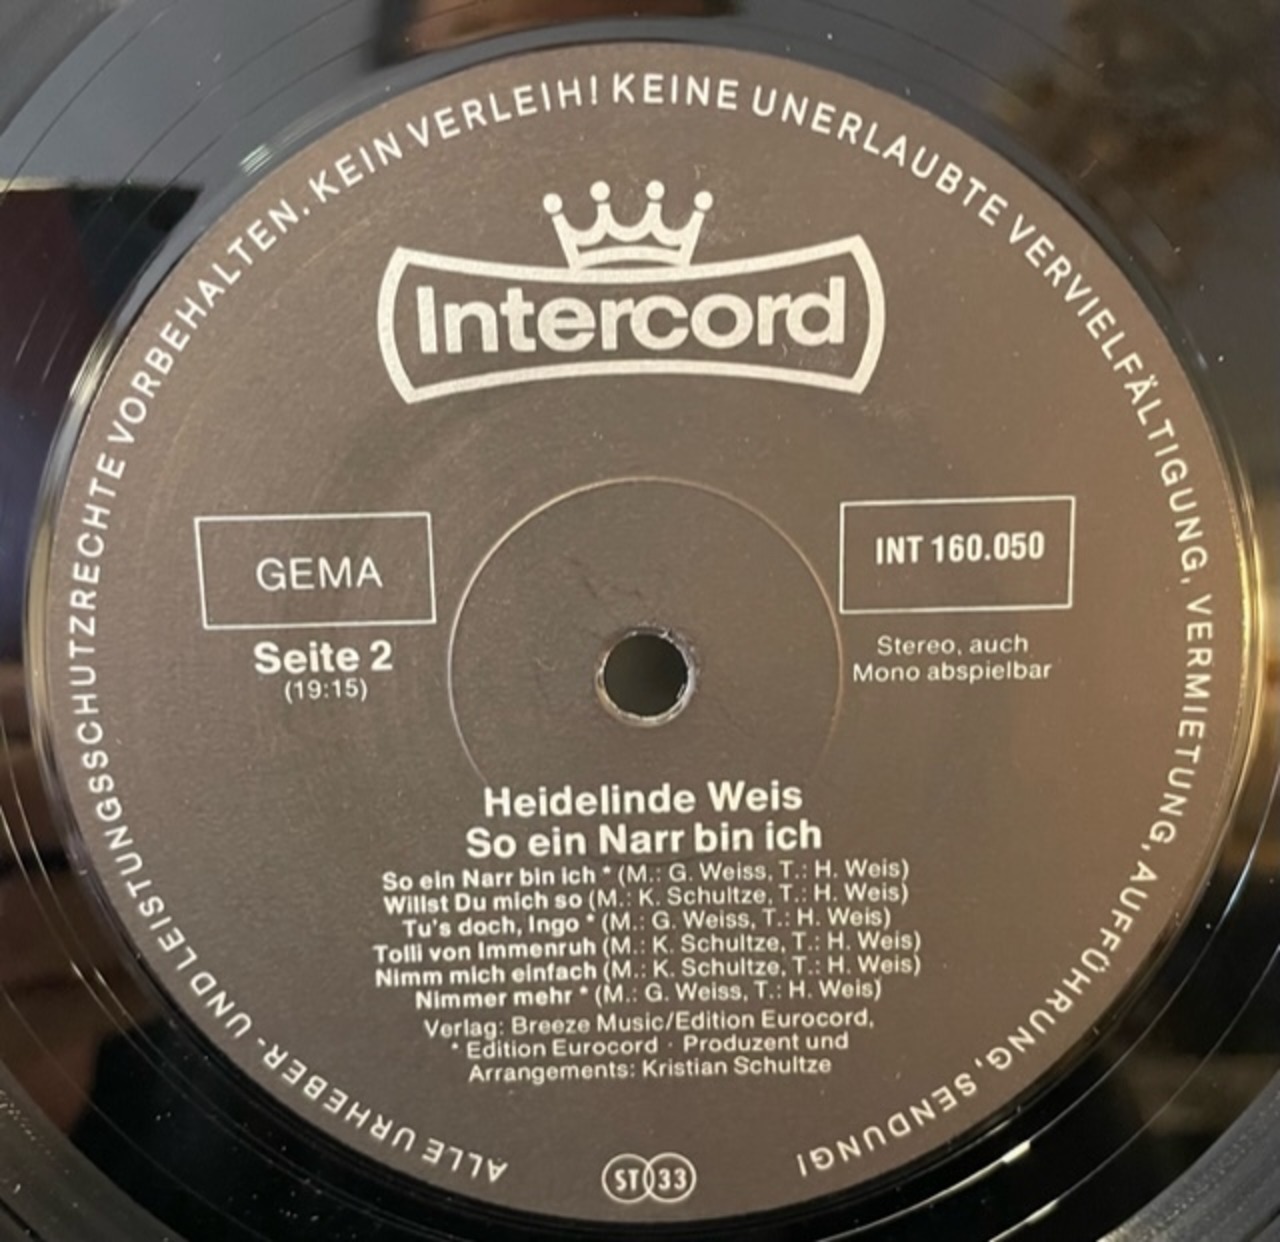 ALLE URHEBER- UND LEISTUNGSSCHUTZRECHTE VORBEHALTEN. KEIN VERLEIH! KEINE UNERLAUBTE VERVIELFÄLTIGUNG, VERMIETUNG, AUFFÜHRUNG, SENDUNG!
Intercord
GEMA
INT 160.050
Seite 2
(19:15)
Stereo, auch
Mono abspielbar
Heidelinde Weis
So ein Narr bin ich
So ein Narr bin ich * (M.: G. Weiss, T.: H. Weis)
Willst Du mich so (M.: K. Schultze, T.: H. Weis)
Tu's doch, Ingo * (M.: G. Weiss, T.: H. Weis)
Tolli von Immenruh (M.: K. Schultze, T.: H. Weis)
Nimm mich einfach (M.: K. Schultze, T.: H. Weis)
Nimmer mehr * (M.: G. Weiss, T.: H. Weis)
Verlag: Breeze Music/Edition Eurocord,
* Edition Eurocord · Produzent und
Arrangements: Kristian Schultze
ST 33